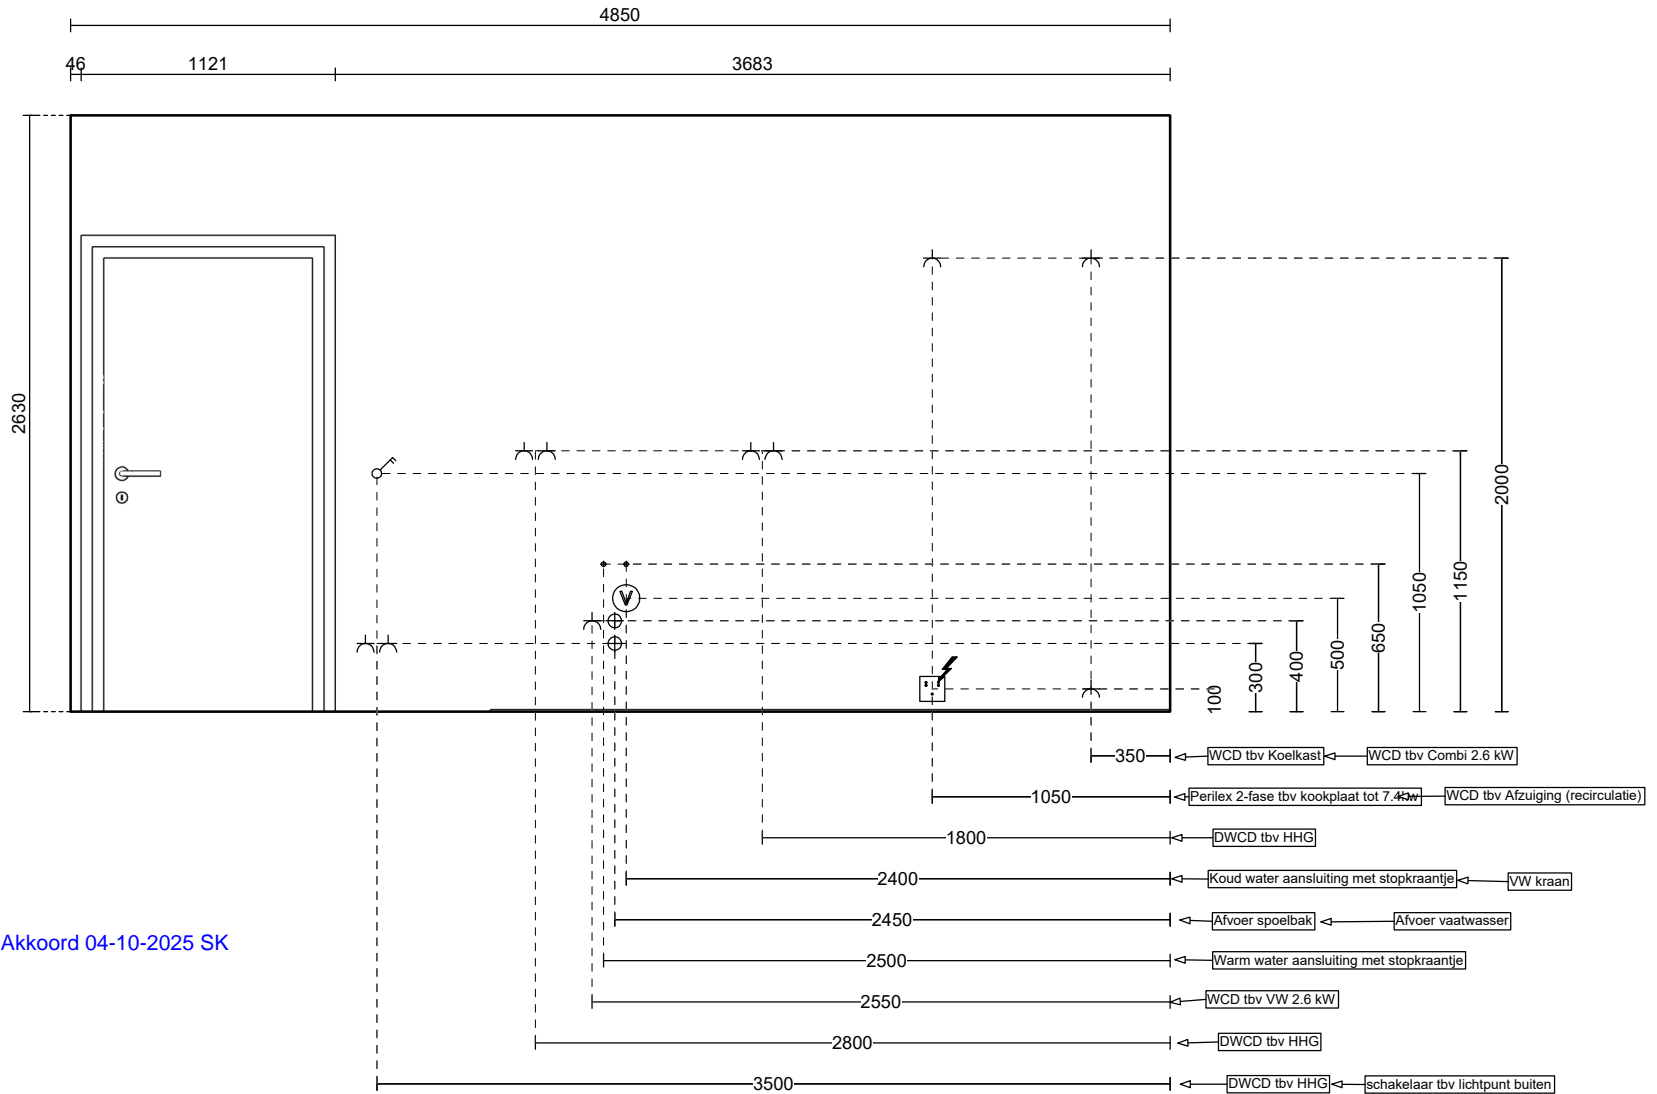 4850
46 1121 3683
2630
2000
1150
1050
650
500
400
300
100
V
350 WCD tbv Koelkast WCD tbv Combi 2.6 kW
1050 Perilex 2-fase tbv kookplaat tot 7.4kw WCD tbv Afzuiging (recirculatie)
1800 DWCD tbv HHG
2400 Koud water aansluiting met stopkraantje VW kraan
2450 Afvoer spoelbak Afvoer vaatwasser
Akkoord 04-10-2025 SK
2500 Warm water aansluiting met stopkraantje
2550 WCD tbv VW 2.6 kW
2800 DWCD tbv HHG
3500 DWCD tbv HHG schakelaar tbv lichtpunt buiten